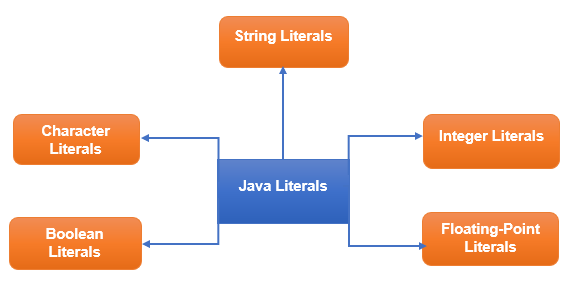 String Literals
Character
Literals
Integer Literals
Java Literals
Boolean
Literals
Floating-Point
Literals